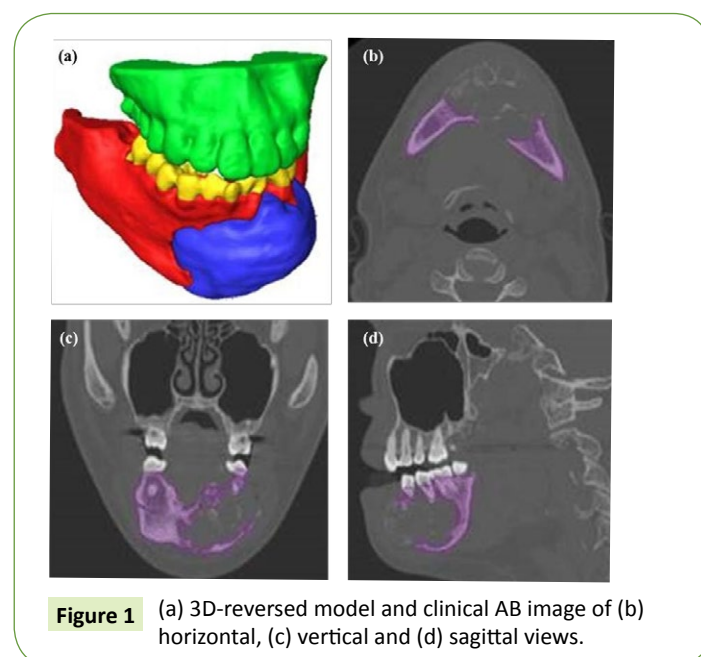 (a)
(b)
(c)
(d)
Figure 1 (a) 3D-reversed model and clinical AB image of (b)
horizontal, (c) vertical and (d) sagittal views.